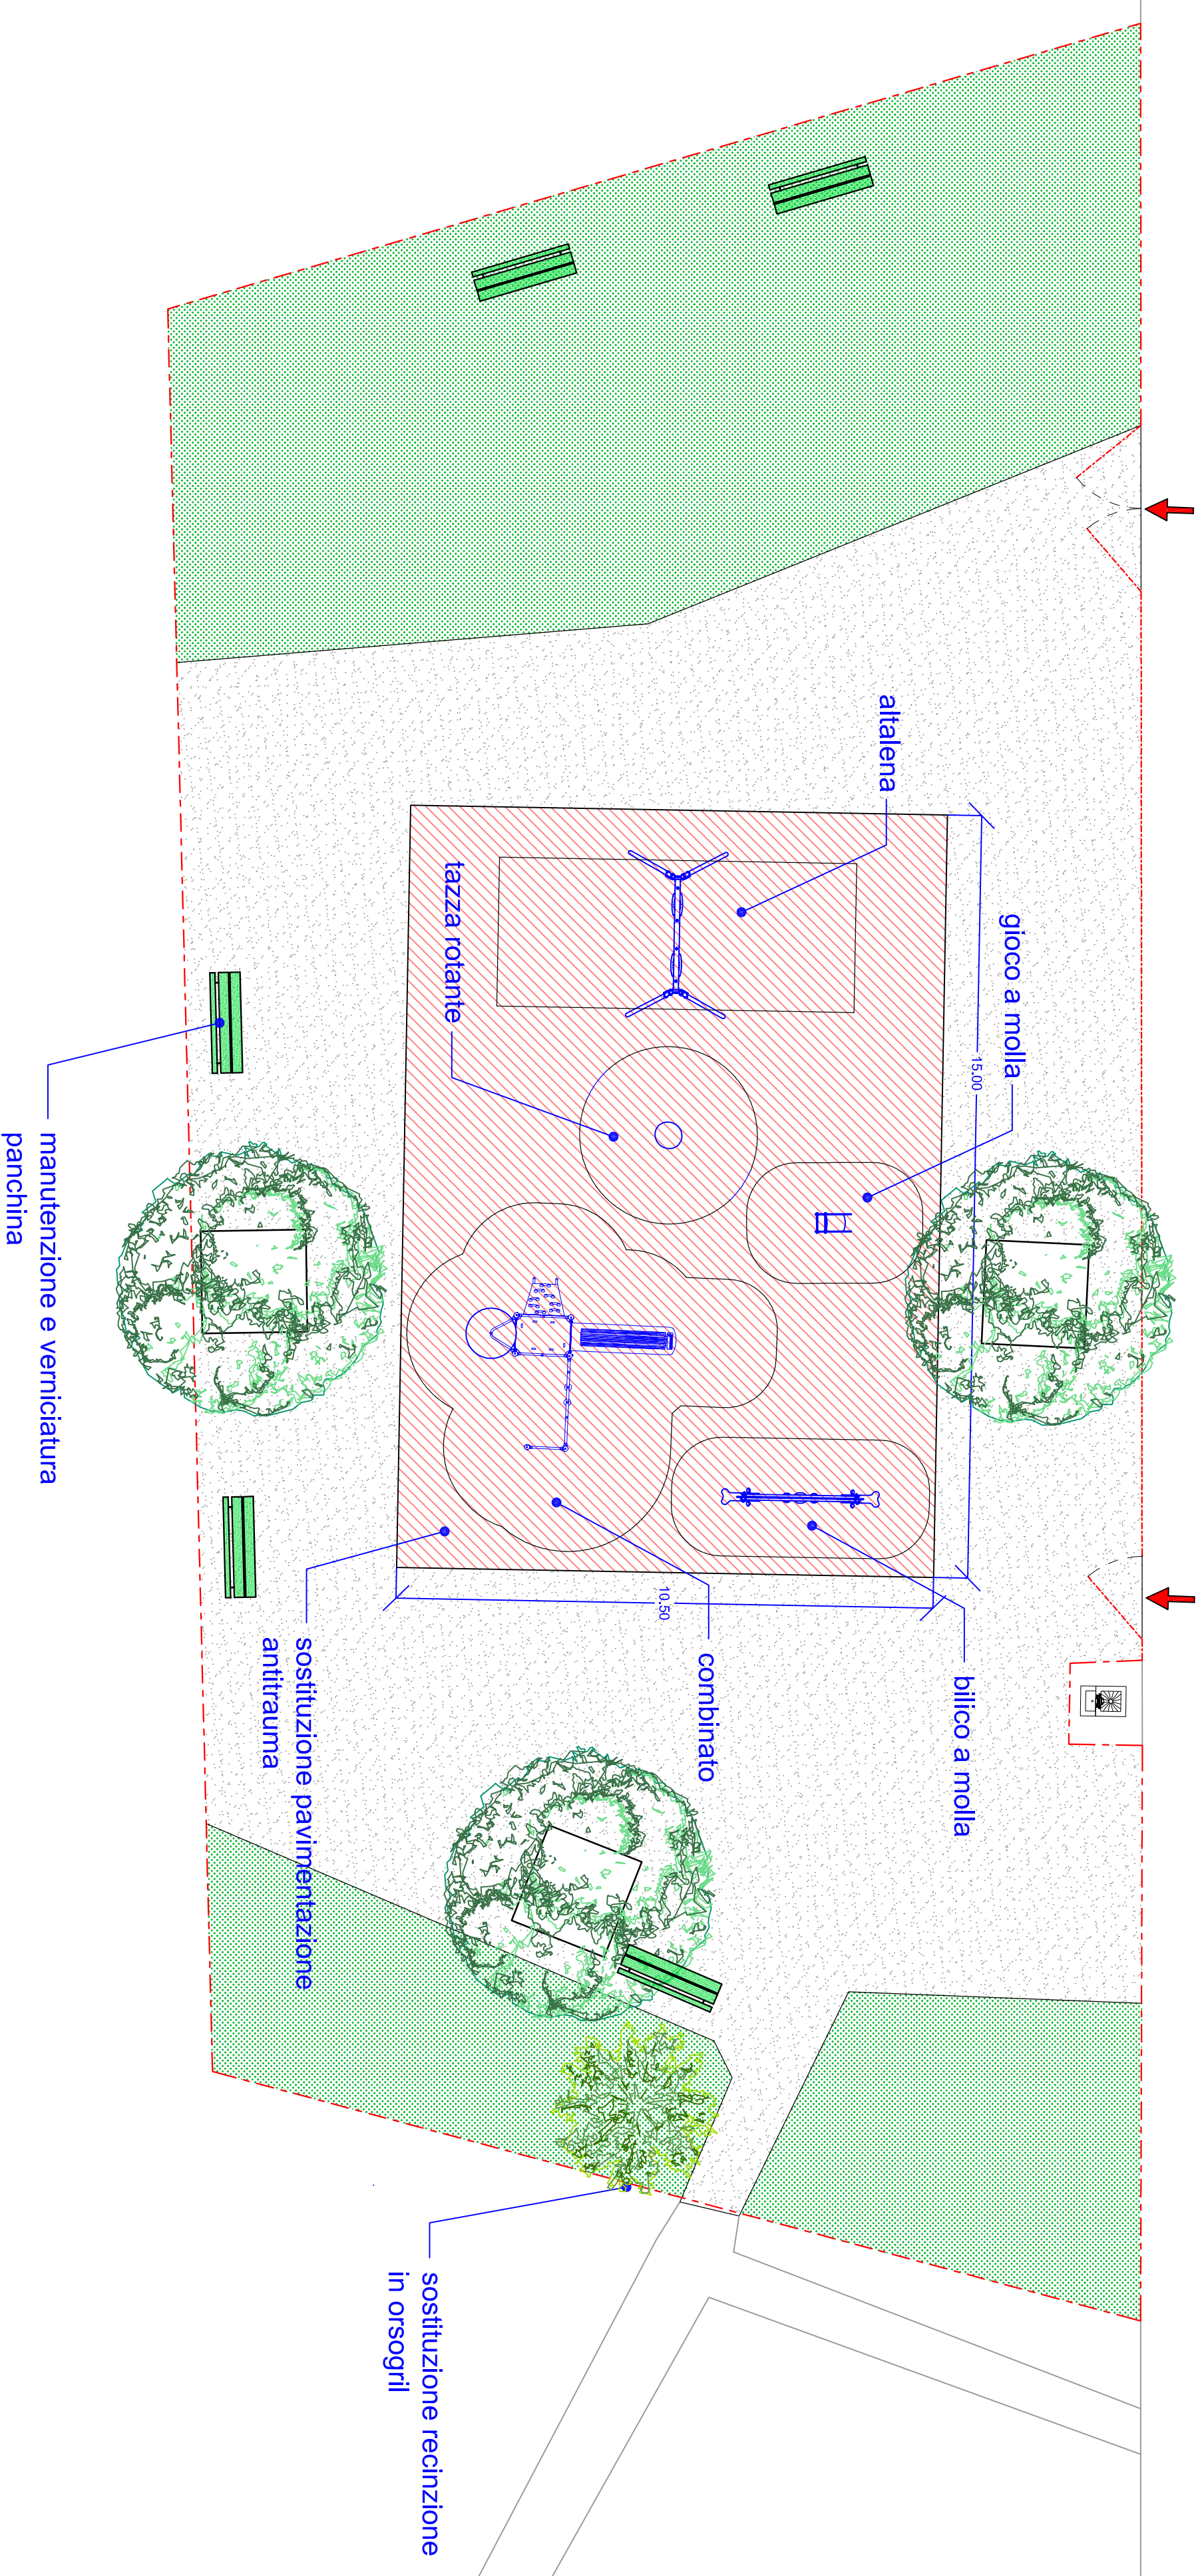 altalena
gioco a molla
tazza rotante
15.00
manutenzione e verniciatura
panchina
10.50
bilico a molla
combinato
sostituzione pavimentazione
antitrauma
sostituzione recinzione
in orsogril